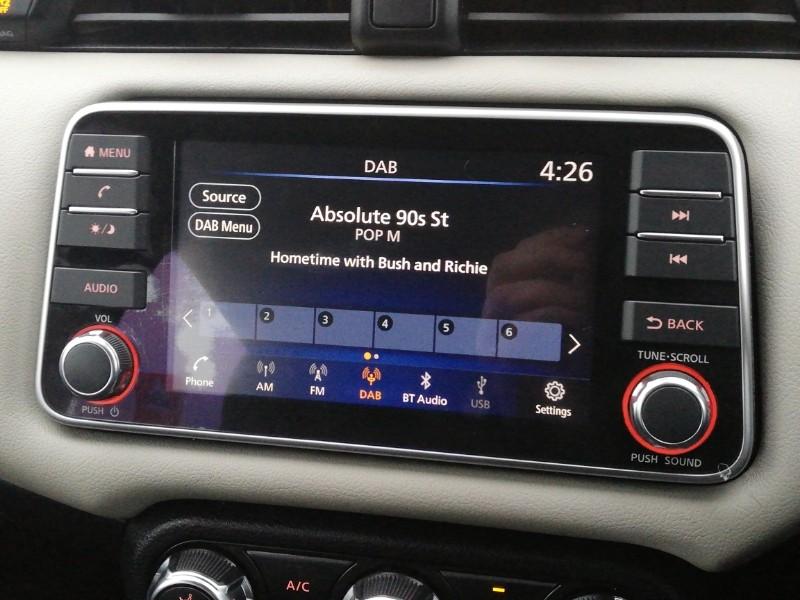 MENU
AUDIO
VOL
PUSH
DAB
4:26
Source
DAB Menu
Absolute 90s St
POP M
Hometime with Bush and Richie
1 2 3 4 5 6
Phone
AM
FM
DAB
BT Audio
USB
Settings
BACK
TUNE•SCROLL
PUSH SOUND
A/C